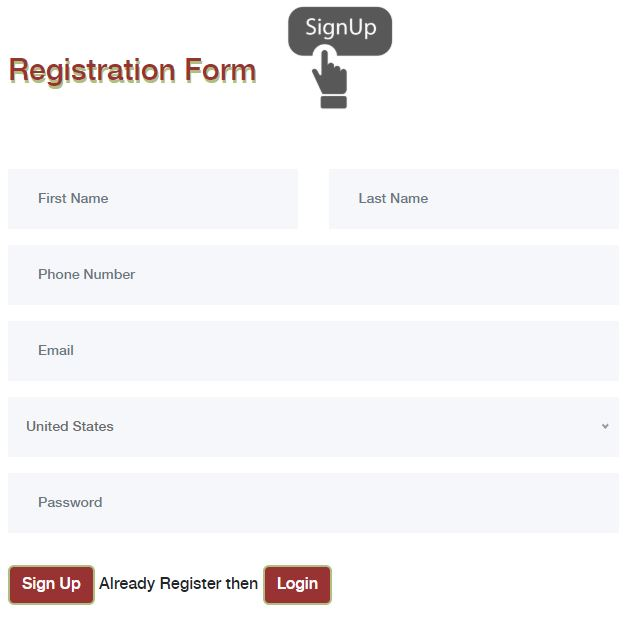 SignUp
Registration Form
First Name
Last Name
Phone Number
Email
United States
Password
Sign Up Already Register then Login